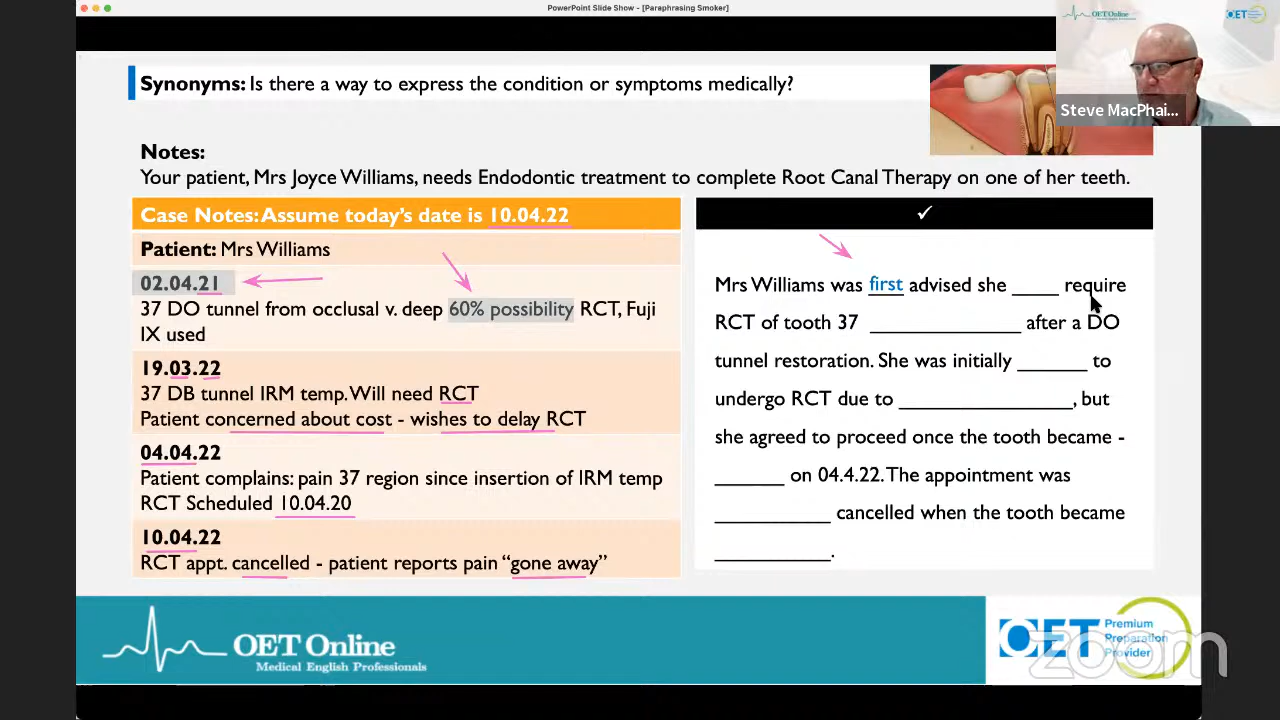 PowerPoint Slide Show - [Paraphrasing Smoker]
OET Online
OET
Synonyms: Is there a way to express the condition or symptoms medically?
Steve MacPhai...
Notes:
Your patient, Mrs Joyce Williams, needs Endodontic treatment to complete Root Canal Therapy on one of her teeth.
Case Notes: Assume today's date is 10.04.22
Patient: Mrs Williams
02.04.21
37 DO tunnel from occlusal v. deep 60% possibility RCT, Fuji
IX used
19.03.22
37 DB tunnel IRM temp. Will need RCT
Patient concerned about cost - wishes to delay RCT
04.04.22
Patient complains: pain 37 region since insertion of IRM temp
RCT Scheduled 10.04.20
10.04.22
RCT appt. cancelled - patient reports pain “gone away”
✓
Mrs Williams was first advised she _____ require
RCT of tooth 37 ________________ after a DO
tunnel restoration. She was initially _______ to
undergo RCT due to __________________, but
she agreed to proceed once the tooth became -
_______ on 04.4.22. The appointment was
____________ cancelled when the tooth became
____________.
OET Online
Medical English Professionals
OET
Premium
Preparation
Provider
zoom